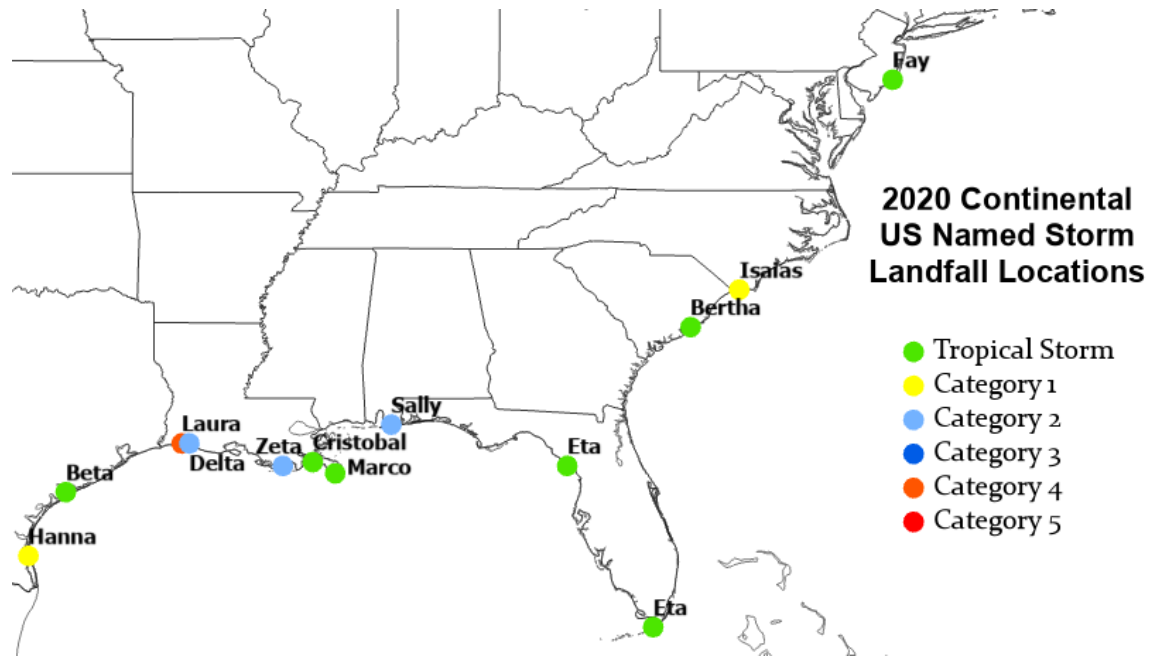 Fay
2020 Continental
US Named Storm
Landfall Locations
Isaias
Bertha
Tropical Storm
Category 1
Category 2
Category 3
Category 4
Category 5
Sally
Laura
Zeta
Cristobal
Eta
Delta
Marco
Beta
Hanna
Eta